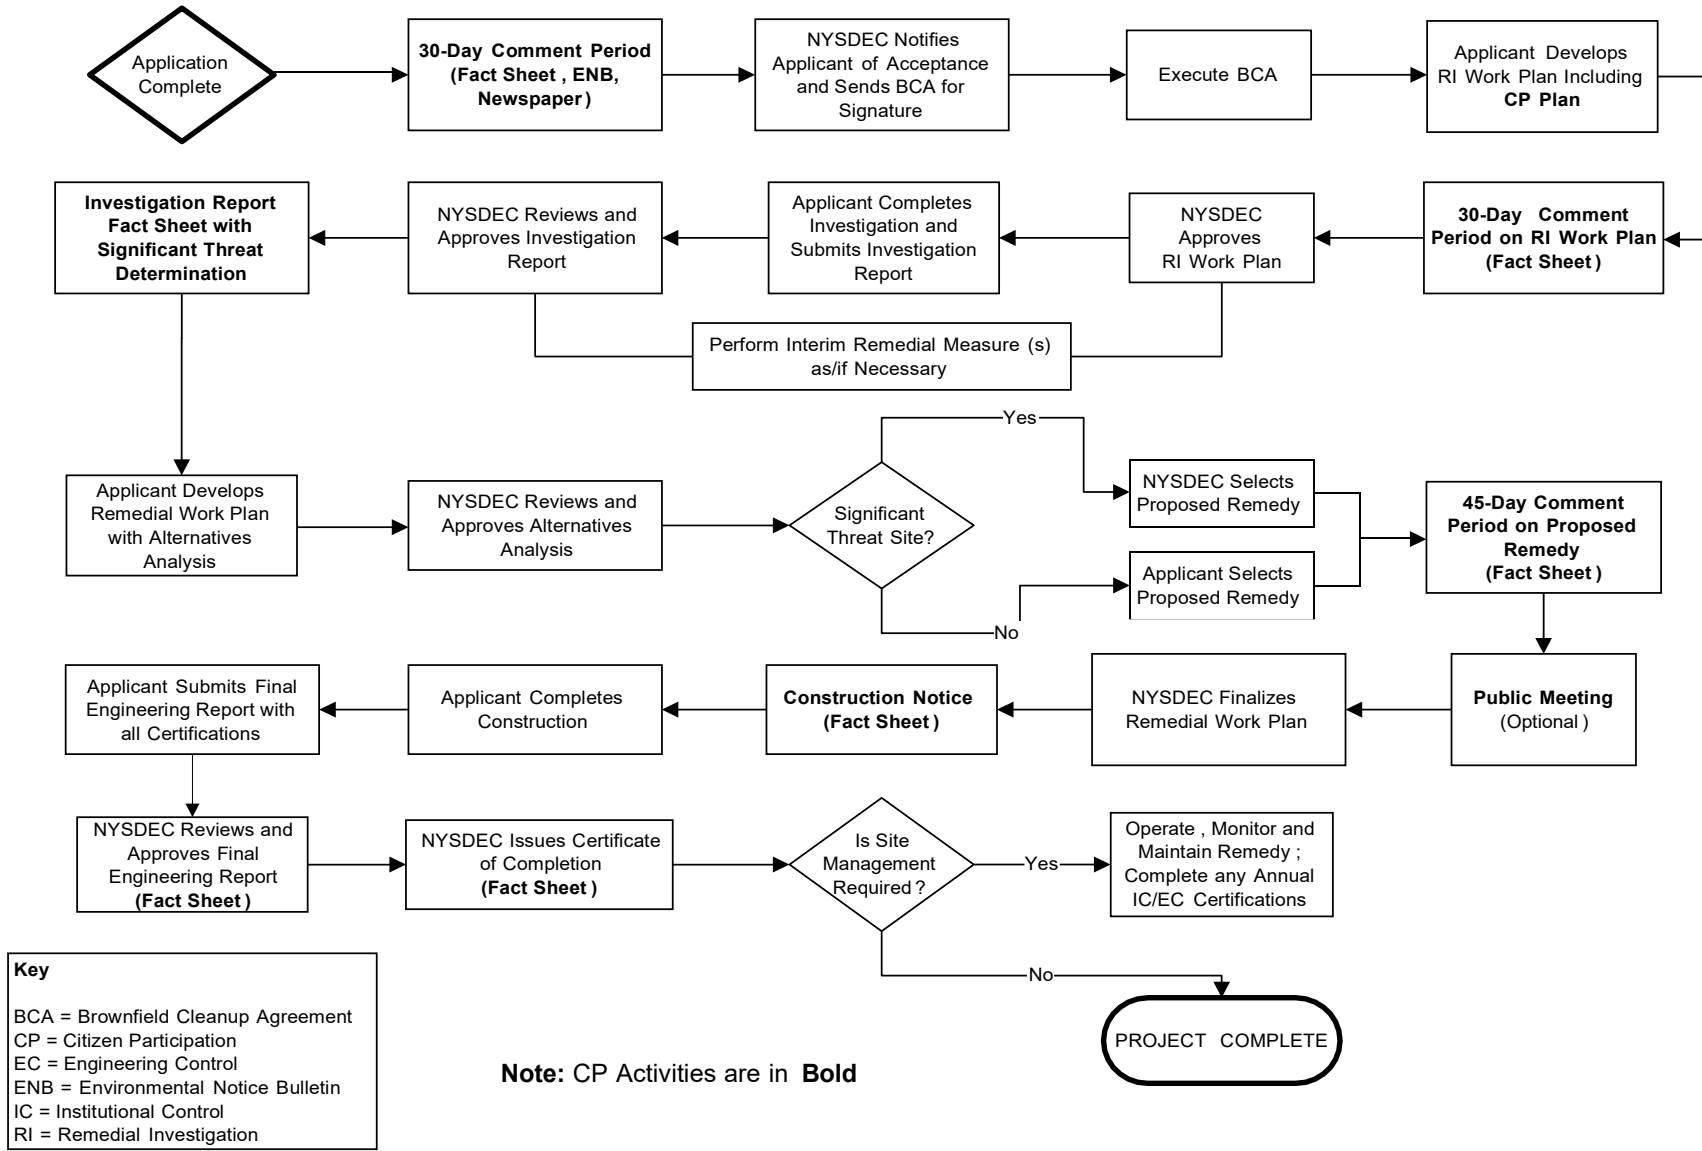 Application
Complete
30-Day Comment Period
(Fact Sheet , ENB,
Newspaper )
NYSDEC Notifies
Applicant of Acceptance
and Sends BCA for
Signature
Execute BCA
Applicant Develops
RI Work Plan Including
CP Plan
30-Day Comment
Period on RI Work Plan
(Fact Sheet )
NYSDEC
Approves
RI Work Plan
Applicant Completes
Investigation and
Submits Investigation
Report
NYSDEC Reviews and
Approves Investigation
Report
Investigation Report
Fact Sheet with
Significant Threat
Determination
Perform Interim Remedial Measure (s)
as/if Necessary
Applicant Develops
Remedial Work Plan
with Alternatives
Analysis
NYSDEC Reviews and
Approves Alternatives
Analysis
Significant
Threat Site?
Yes
NYSDEC Selects
Proposed Remedy
No
Applicant Selects
Proposed Remedy
45-Day Comment
Period on Proposed
Remedy
(Fact Sheet )
Public Meeting
(Optional )
NYSDEC Finalizes
Remedial Work Plan
Construction Notice
(Fact Sheet )
Applicant Completes
Construction
Applicant Submits Final
Engineering Report with
all Certifications
NYSDEC Reviews and
Approves Final
Engineering Report
(Fact Sheet )
NYSDEC Issues Certificate
of Completion
(Fact Sheet )
Is Site
Management
Required ?
Yes
Operate , Monitor and
Maintain Remedy ;
Complete any Annual
IC/EC Certifications
No
PROJECT COMPLETE
Key
BCA = Brownfield Cleanup Agreement
CP = Citizen Participation
EC = Engineering Control
ENB = Environmental Notice Bulletin
IC = Institutional Control
RI = Remedial Investigation
Note: CP Activities are in Bold